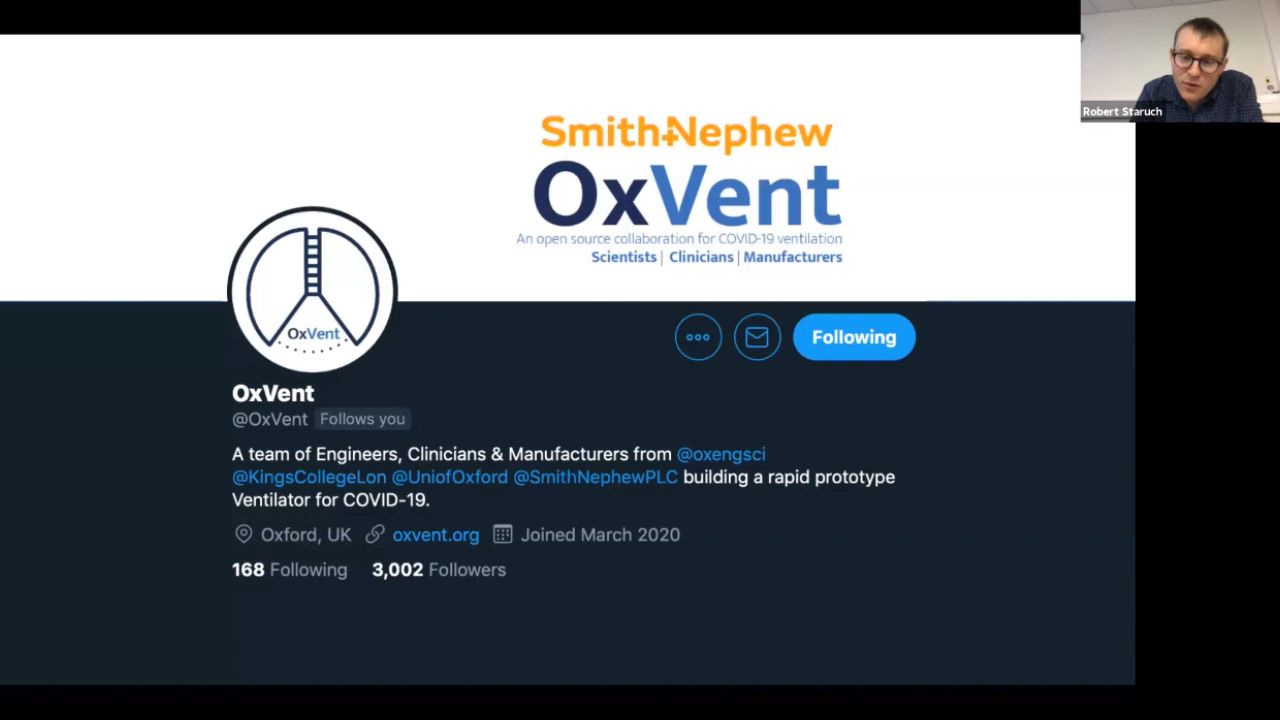 Robert Staruch
Smith+Nephew
OxVent
An open source collaboration for COVID-19 ventilation
Scientists | Clinicians | Manufacturers
OxVent
Following
OxVent
@OxVent Follows you
A team of Engineers, Clinicians & Manufacturers from @oxengsci
@KingsCollegeLon @UniofOxford @SmithNephewPLC building a rapid prototype
Ventilator for COVID-19.
Oxford, UK oxvent.org Joined March 2020
168 Following 3,002 Followers